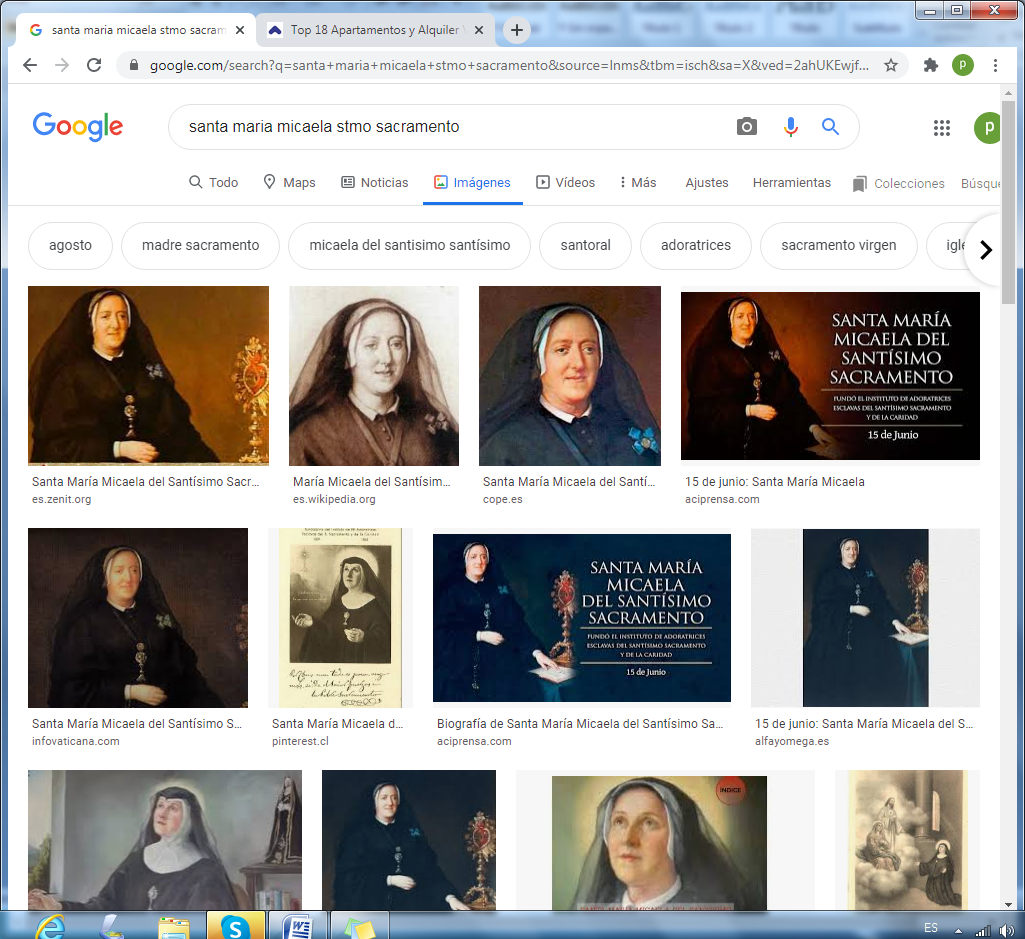 santa maria micaela stmo sacram
Top 18 Apartamentos y Alquiler
google.com/search?q=santa+maria+micaela+stmo+sacramento&source=lnms&tbm=isch&sa=X&ved=2ahUKEwjf...
p
Google
santa maria micaela stmo sacramento
p
Todo
Maps
Noticias
Imágenes
Vídeos
Más
Ajustes
Herramientas
Colecciones
Búsque
agosto
madre sacramento
micaela del santisimo santísimo
santoral
adoratrices
sacramento virgen
igle
SANTA MARÍA
MICAELA DEL
SANTÍSIMO
SACRAMENTO
FUNDÓ EL INSTITUTO DE ADORATRICES
ESCLAVAS DEL SANTÍSIMO SACRAMENTO
Y DE LA CARIDAD
15 de Junio
Santa María Micaela del Santísimo Sacr...
es.zenit.org
María Micaela del Santísim...
es.wikipedia.org
Santa María Micaela del Santí...
cope.es
15 de junio: Santa María Micaela
aciprensa.com
SANTA MARÍA
MICAELA
DEL SANTÍSIMO
SACRAMENTO
FUNDÓ EL INSTITUTO DE ADORATRICES
ESCLAVAS DEL SANTÍSIMO SACRAMENTO
Y DE LA CARIDAD
15 de Junio
Santa María Micaela del Santísimo S...
infovaticana.com
Santa María Micaela d...
pinterest.cl
Biografía de Santa María Micaela del Santísimo Sa...
aciprensa.com
15 de junio: Santa María Micaela del S...
alfayomega.es
ÍNDICE
ES